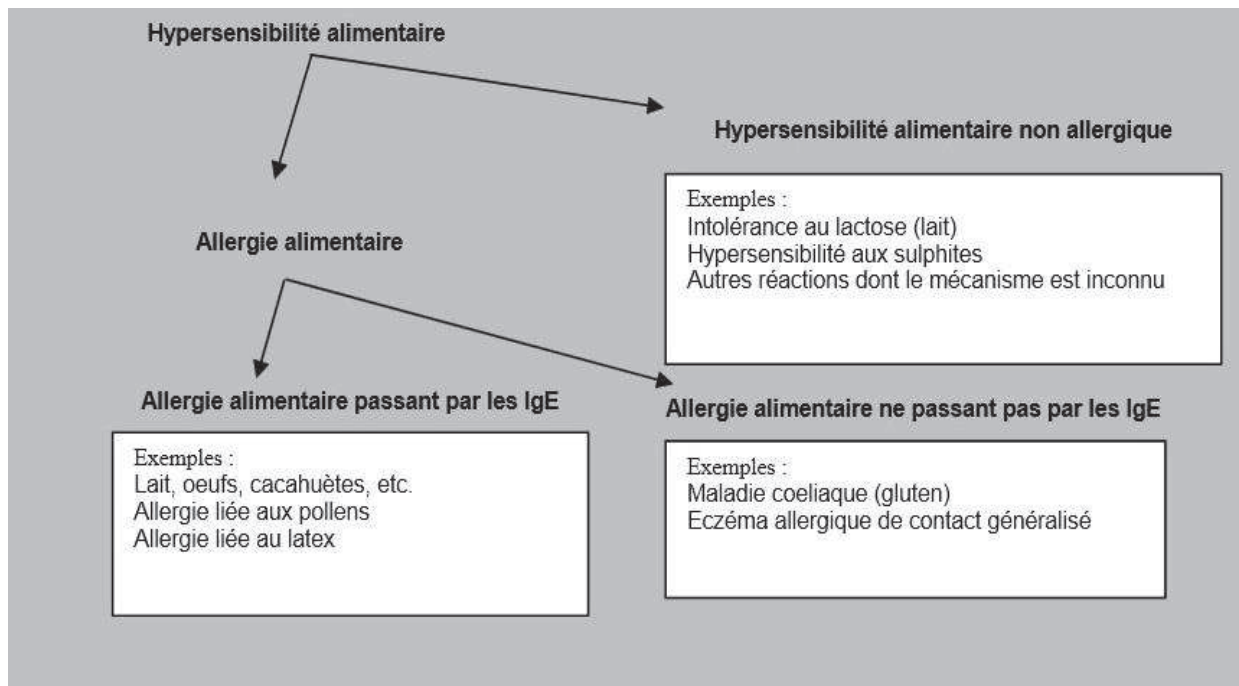 Hypersensibilité alimentaire
Hypersensibilité alimentaire non allergique
Exemples :
Intolérance au lactose (lait)
Hypersensibilité aux sulphites
Autres réactions dont le mécanisme est inconnu
Allergie alimentaire
Allergie alimentaire passant par les IgE
Exemples :
Lait, oeufs, cacahuètes, etc.
Allergie liée aux pollens
Allergie liée au latex
Allergie alimentaire ne passant pas par les IgE
Exemples :
Maladie coeliaque (gluten)
Eczéma allergique de contact généralisé